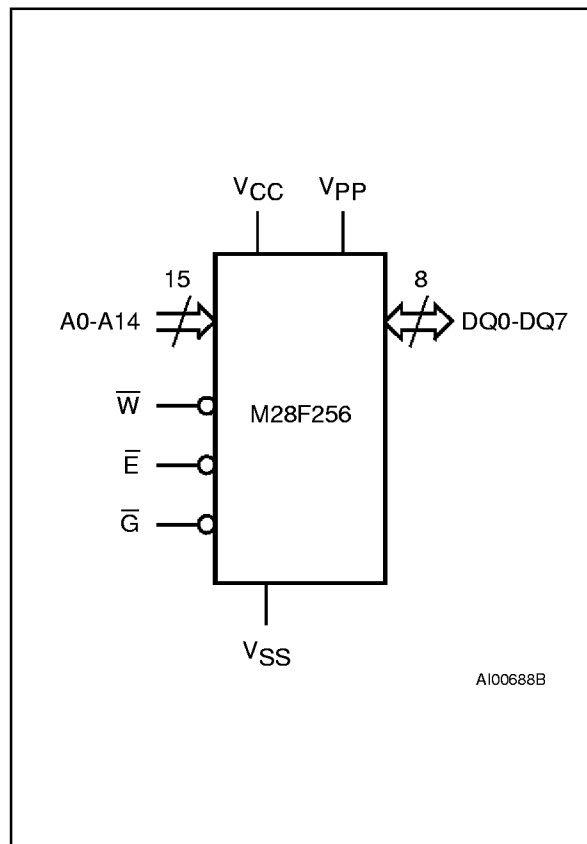 VCC VPP
15 8
A0-A14 DQ0-DQ7
W̅
M28F256
E̅
G̅
VSS
AI00688B